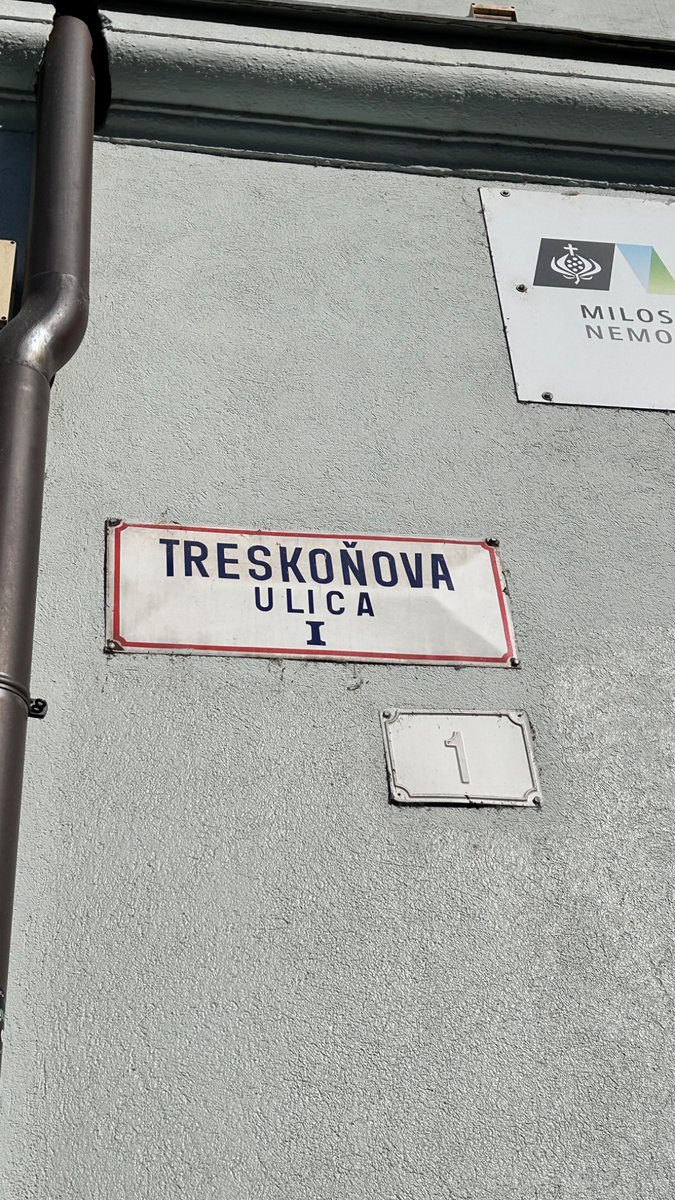 MILOS
NEMO
TRESKOŇOVA
ULICA
I
1